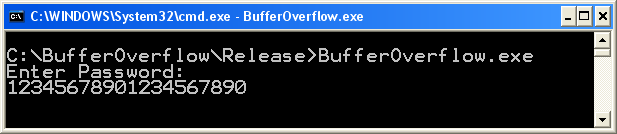 C:\WINDOWS\System32\cmd.exe - BufferOverflow.exe
C:\BufferOverflow\Release>BufferOverflow.exe
Enter Password:
12345678901234567890